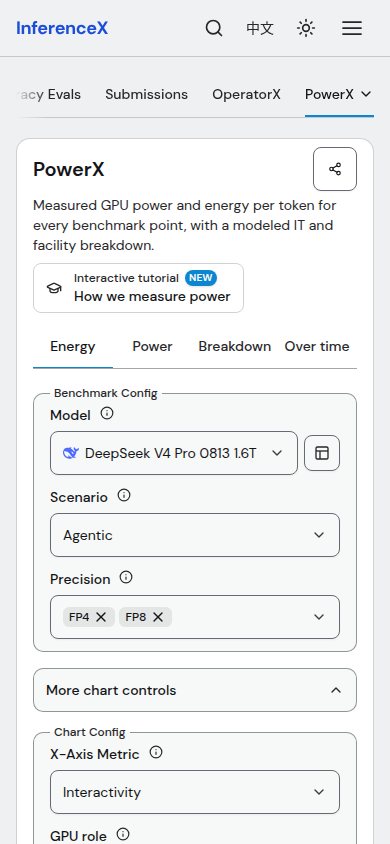 InferenceX
中文
acy Evals
Submissions
OperatorX
PowerX
PowerX
Measured GPU power and energy per token for
every benchmark point, with a modeled IT and
facility breakdown.
Interactive tutorial NEW
How we measure power
Energy
Power
Breakdown
Over time
Benchmark Config
Model
DeepSeek V4 Pro 0813 1.6T
Scenario
Agentic
Precision
FP4
FP8
More chart controls
Chart Config
X-Axis Metric
Interactivity
GPU role